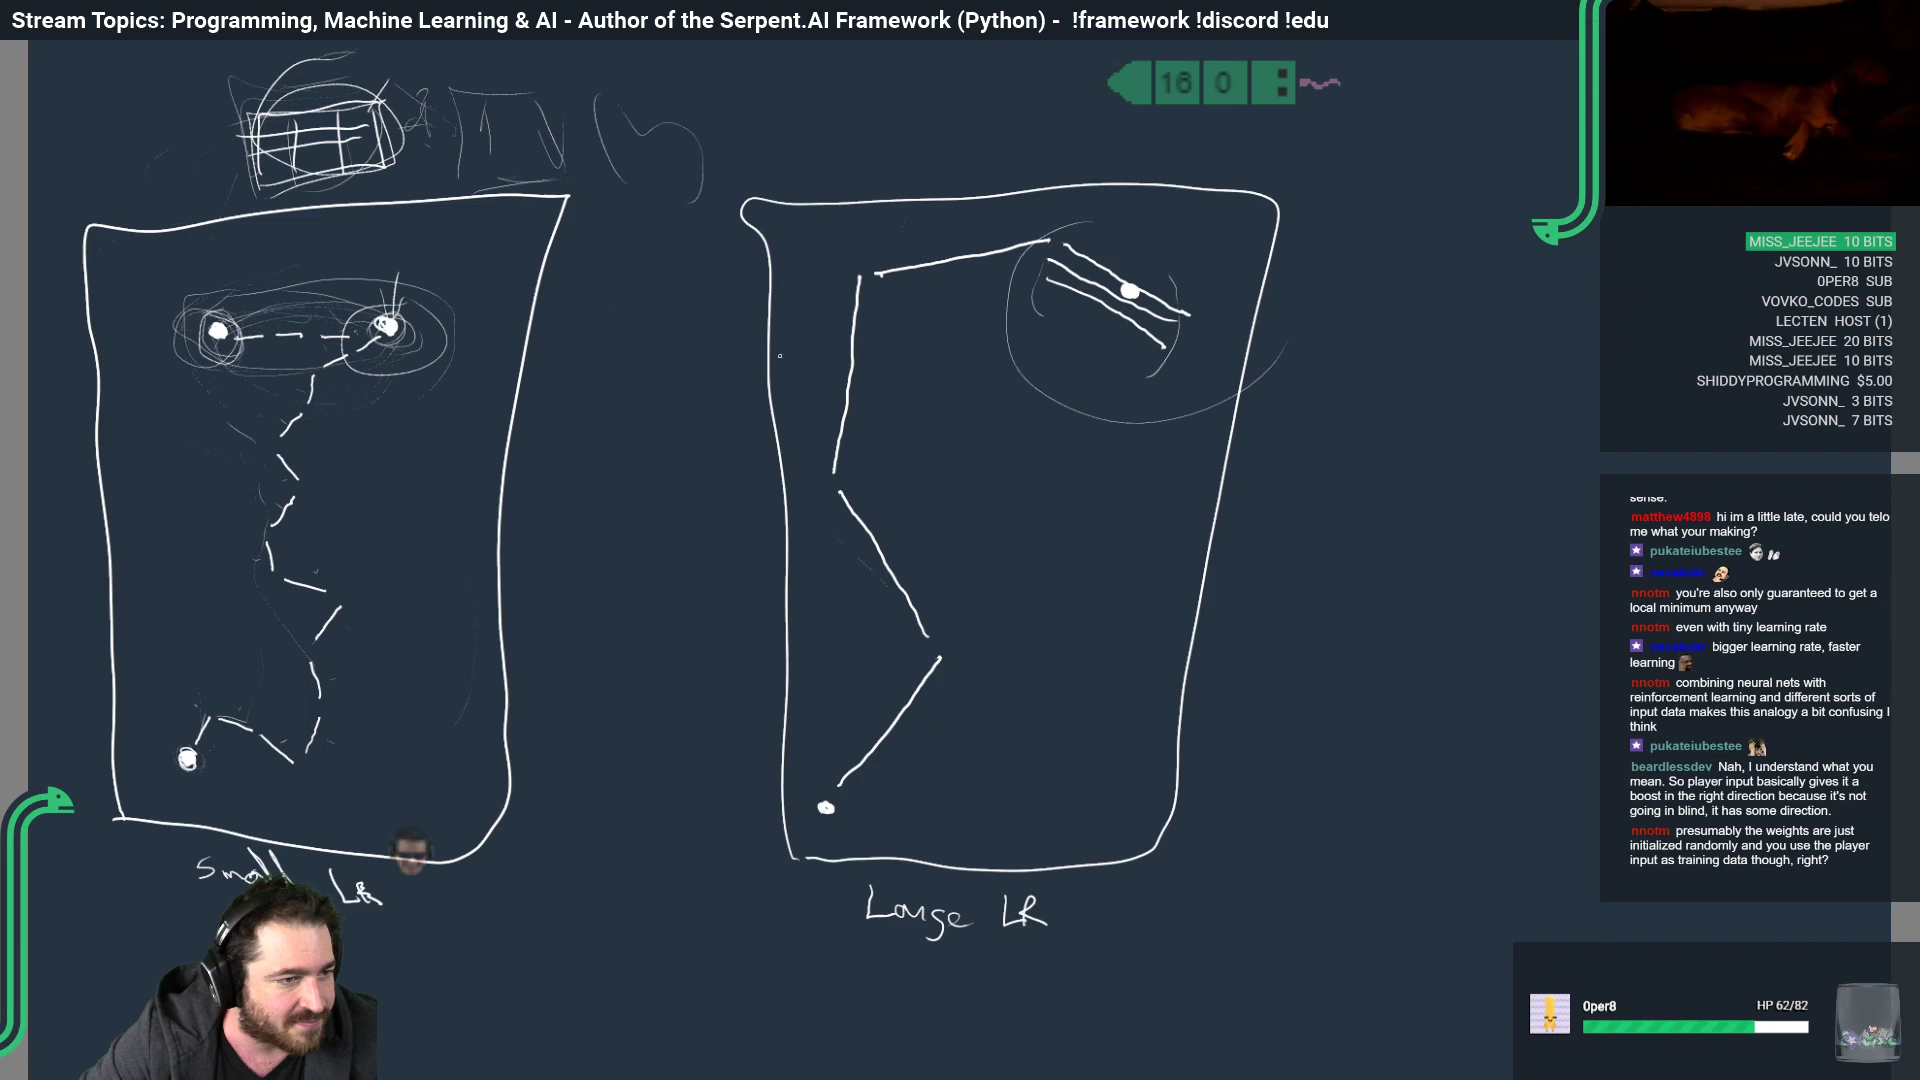 Stream Topics: Programming, Machine Learning & AI - Author of the Serpent.AI Framework (Python) - !framework !discord !edu
16 0 :
MISS_JEEJEE 10 BITS
JVSONN_ 10 BITS
0PER8 SUB
VOVKO_CODES SUB
LECTEN HOST (1)
MISS_JEEJEE 20 BITS
MISS_JEEJEE 10 BITS
SHIDDYPROGRAMMING $5.00
JVSONN_ 3 BITS
JVSONN_ 7 BITS
sense.
matthew4898 hi im a little late, could you telo
me what your making?
pukateiubestee
nnotm you're also only guaranteed to get a
local minimum anyway
nnotm even with tiny learning rate
bigger learning rate, faster
learning
nnotm combining neural nets with
reinforcement learning and different sorts of
input data makes this analogy a bit confusing I
think
pukateiubestee
beardlessdev Nah, I understand what you
mean. So player input basically gives it a
boost in the right direction because it's not
going in blind, it has some direction.
nnotm presumably the weights are just
initialized randomly and you use the player
input as training data though, right?
Small LR
Large LR
0per8 HP 62/82